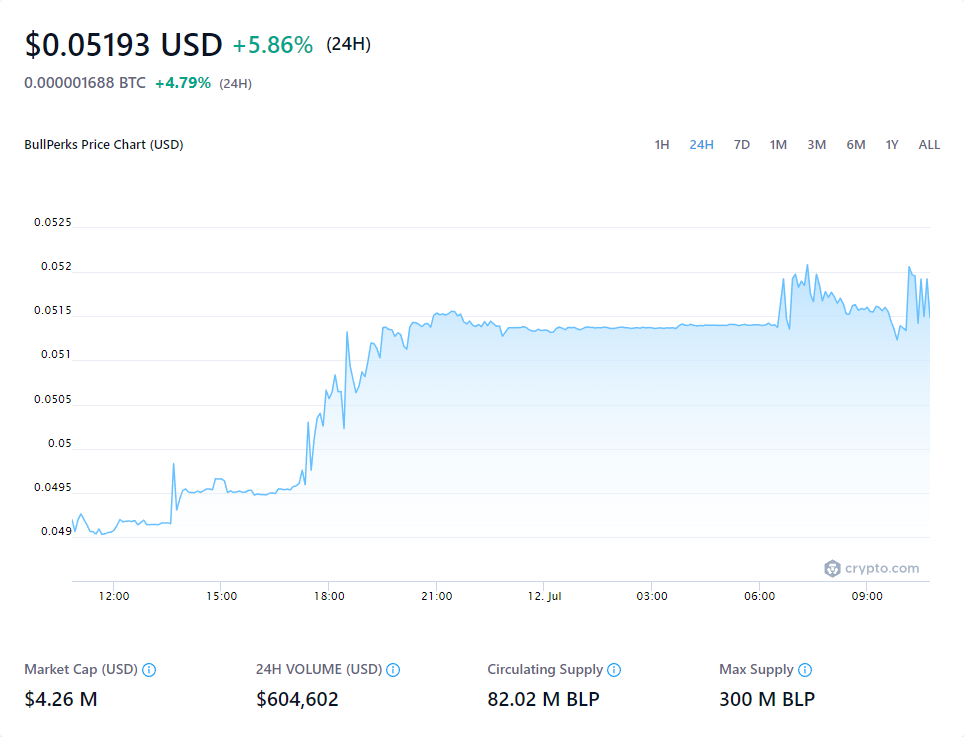 $0.05193 USD +5.86% (24H)
0.000001688 BTC +4.79% (24H)
BullPerks Price Chart (USD) 1H 24H 7D 1M 3M 6M 1Y ALL
0.0525
0.052
0.0515
0.051
0.0505
0.05
0.0495
0.049
crypto.com
12:00 15:00 18:00 21:00 12. Jul 03:00 06:00 09:00
Market Cap (USD) 24H VOLUME (USD) Circulating Supply Max Supply
$4.26 M $604,602 82.02 M BLP 300 M BLP